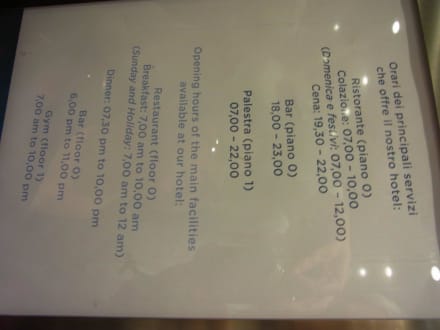 Orari dei principali servizi
che offre il nostro hotel:
Ristorante (piano 0)
Colazione: 07,00 - 10,00
(Domenica e festivi: 07,00 - 12,00)
Cena: 19,30 - 22,00
Bar (piano 0)
18,00 - 23,00
Palestra (piano 1)
07,00 - 22,00
Opening hours of the main facilities
available at our hotel:
Restaurant (floor 0)
Breakfast: 7,00 am to 10,00 am
(Sunday and Holiday: 7,00 am to 12 am)
Dinner: 07,30 pm to 10,00 pm
Bar (floor 0)
6,00 pm to 11,00 pm
Gym (floor 1)
7,00 am to 10,00 pm